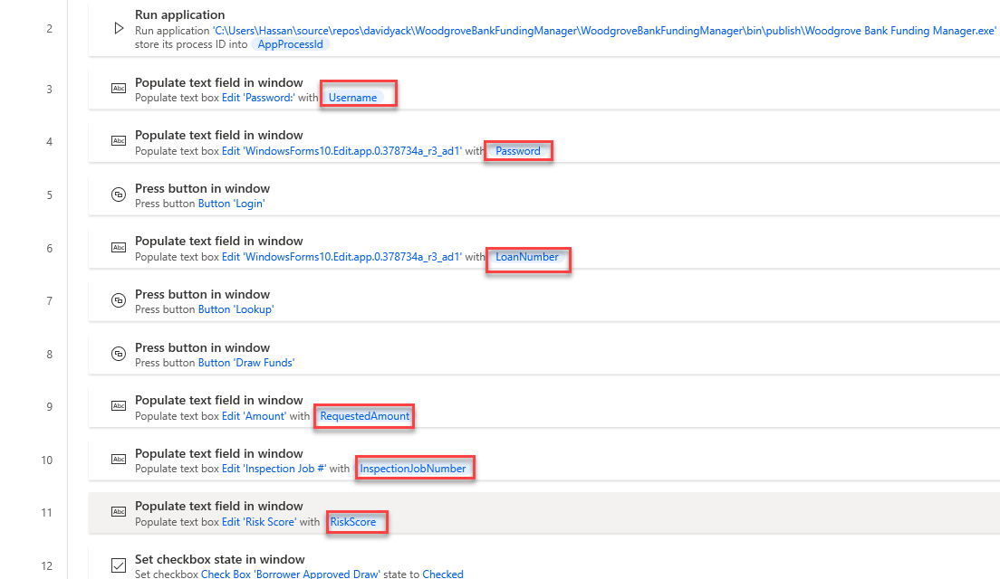 2
Run application
Run application 'C:\Users\Hassan\source\repos\davidyack\WoodgroveBankFundingManager\WoodgroveBankFundingManager\bin\publish\Woodgrove Bank Funding Manager.exe'
store its process ID into AppProcessId
3
Abc
Populate text field in window
Populate text box Edit 'Password:' with Username
4
Abc
Populate text field in window
Populate text box Edit 'WindowsForms10.Edit.app.0.378734a_r3_ad1' with Password
5
Press button in window
Press button Button 'Login'
6
Abc
Populate text field in window
Populate text box Edit 'WindowsForms10.Edit.app.0.378734a_r3_ad1' with LoanNumber
7
Press button in window
Press button Button 'Lookup'
8
Press button in window
Press button Button 'Draw Funds'
9
Abc
Populate text field in window
Populate text box Edit 'Amount' with RequestedAmount
10
Abc
Populate text field in window
Populate text box Edit 'Inspection Job #' with InspectionJobNumber
11
Abc
Populate text field in window
Populate text box Edit 'Risk Score' with RiskScore
12
Set checkbox state in window
Set checkbox Check Box 'Borrower Approved Draw' state to Checked